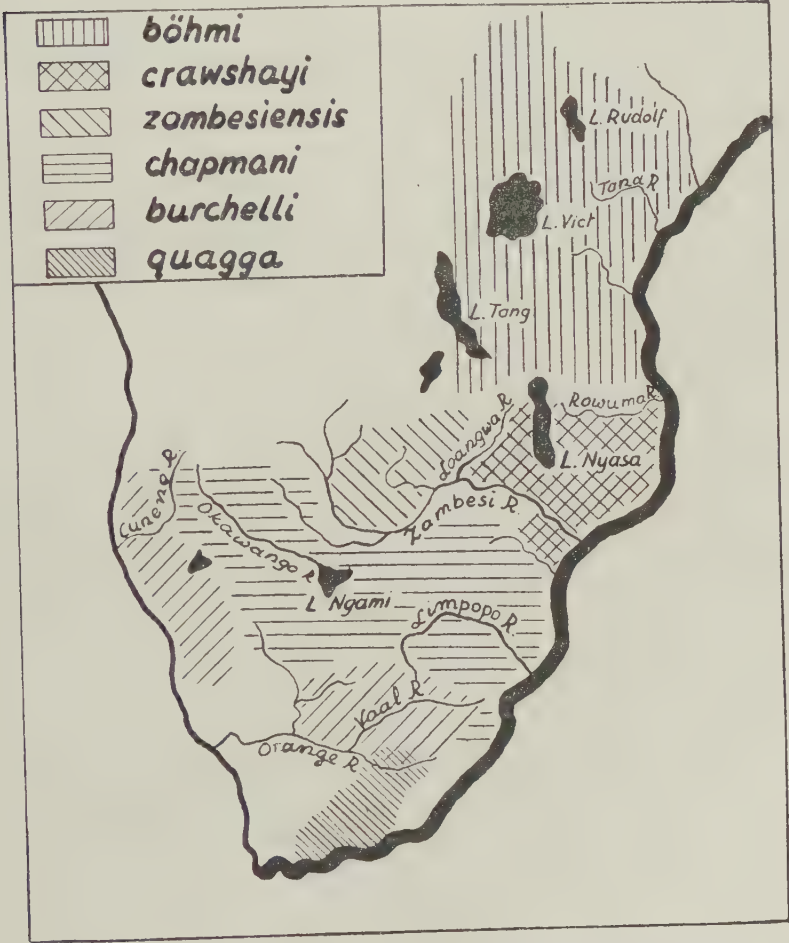 böhmi
crawshayi
zambesiensis
chapmani
burchelli
quagga
L. Rudolf
Tana R
L. Vict
L. Tang
Rowuma R.
Loangwa R
L. Nyasa
Cunene R
Okawango R
Zambesi R.
L Ngami
Limpopo R.
Vaal R
Orange R